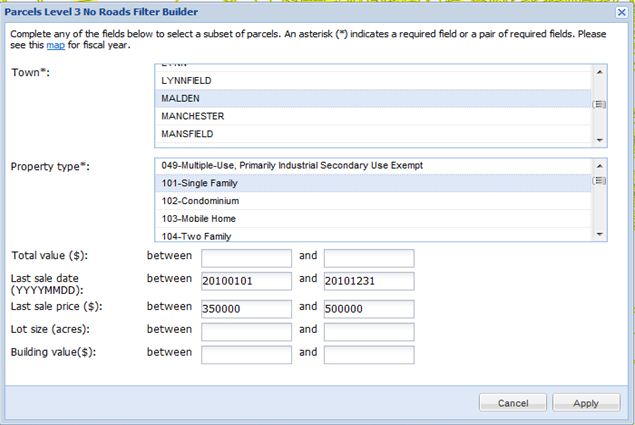 Parcels Level 3 No Roads Filter Builder
Complete any of the fields below to select a subset of parcels. An asterisk (*) indicates a required field or a pair of required fields. Please
see this map for fiscal year.
Town*:
LYNN
LYNNFIELD
MALDEN
MANCHESTER
MANSFIELD
Property type*:
049-Multiple-Use, Primarily Industrial Secondary Use Exempt
101-Single Family
102-Condominium
103-Mobile Home
104-Two Family
Total value ($): between and
Last sale date
(YYYYMMDD): between 20100101 and 20101231
Last sale price ($): between 350000 and 500000
Lot size (acres): between and
Building value($): between and
Cancel Apply